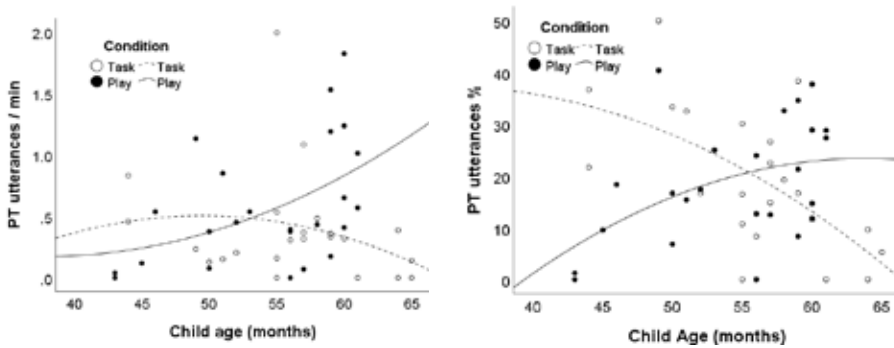 2.0
1.5
1.0
.5
.0
PT utterances / min
Condition
Task Task
Play Play
40 45 50 55 60 65
Child age (months)
50
40
30
20
10
0
PT utterances %
Condition
Task Task
Play Play
40 45 50 55 60 65
Child Age (months)